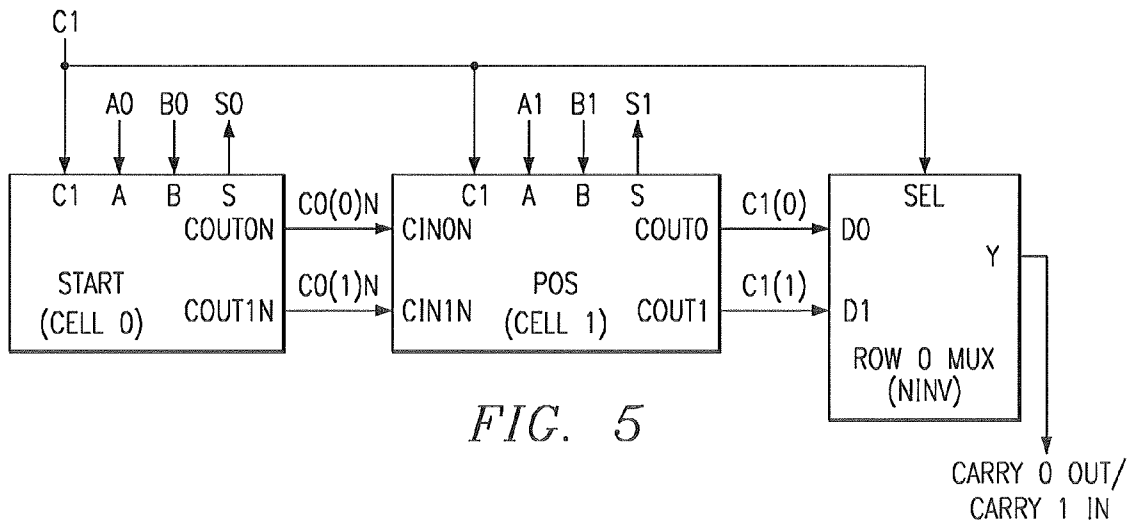 C1
A0 B0 S0
A1 B1 S1
C1 A B S
C1 A B S
SEL
COUT0N
C0(0)N
CIN0N
COUT0
C1(0)
D0
Y
START
(CELL 0)
COUT1N
C0(1)N
CIN1N
POS
(CELL 1)
COUT1
C1(1)
D1
ROW 0 MUX
(NINV)
FIG. 5
CARRY 0 OUT/
CARRY 1 IN